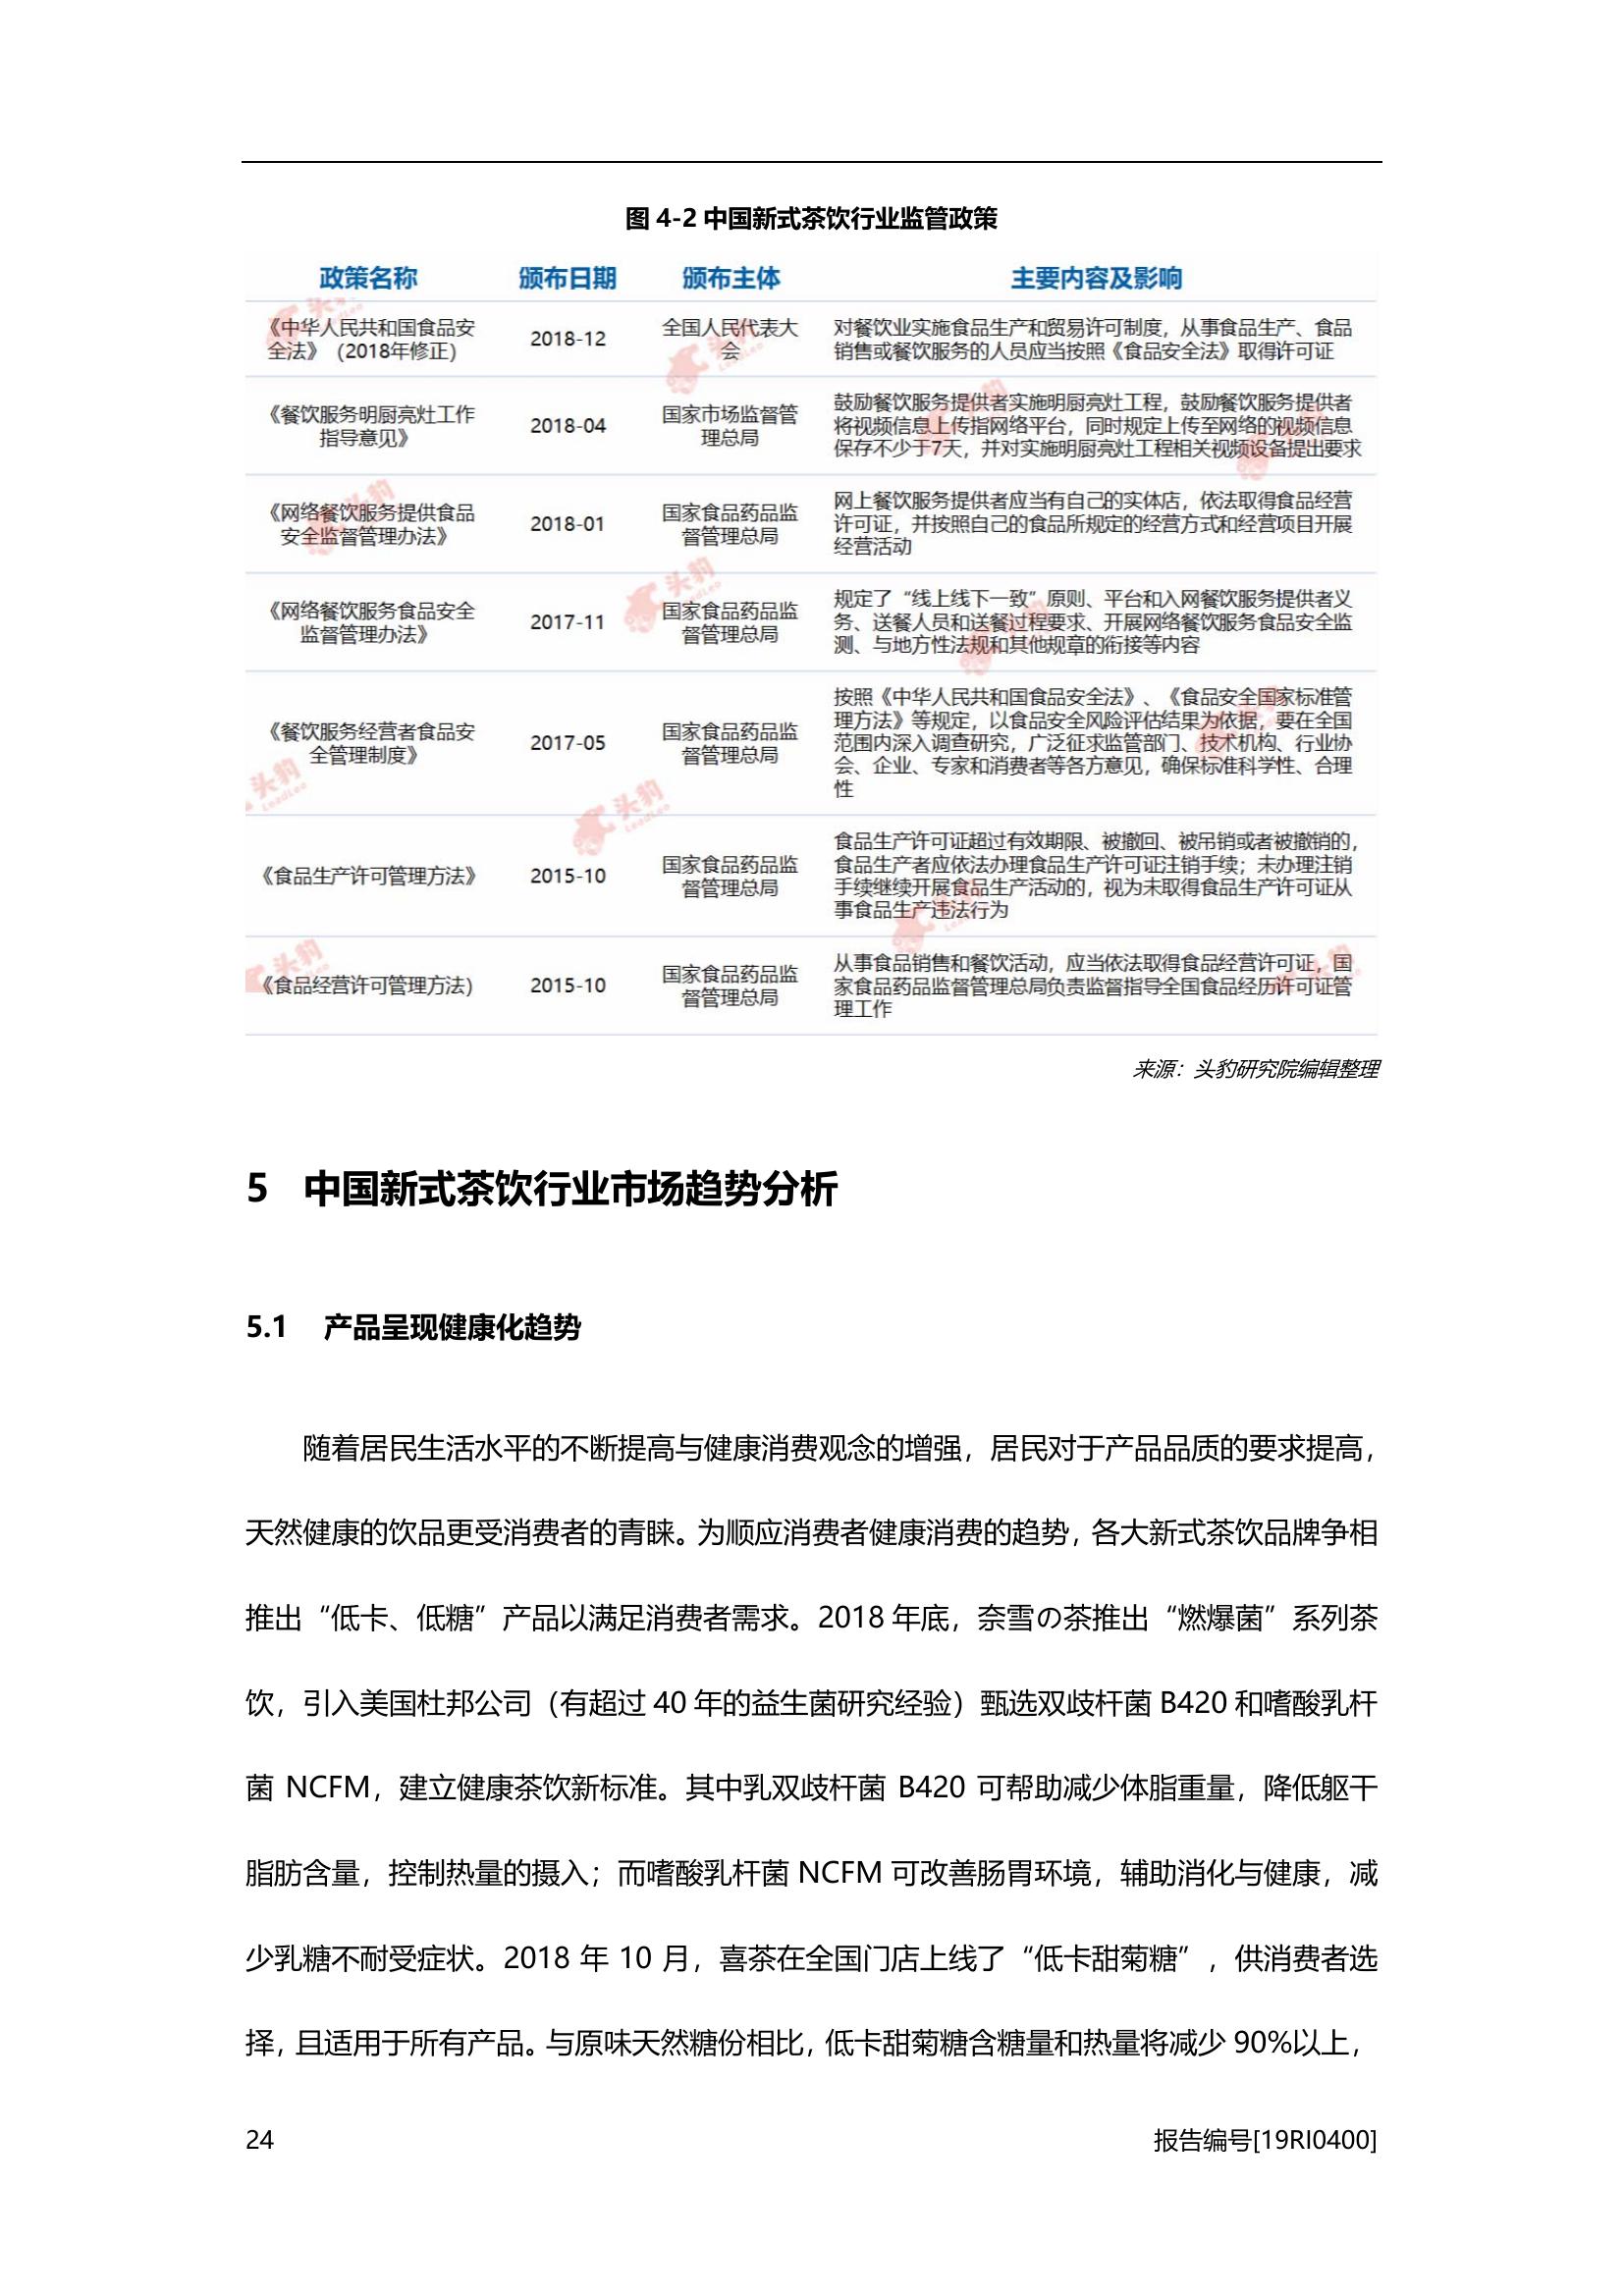 图 4-2 中国新式茶饮行业监管政策
政策名称 颁布日期 颁布主体 主要内容及影响
《中华人民共和国食品安
全法》（2018年修正）
2018-12
全国人民代表大
会
对餐饮业实施食品生产和贸易许可制度，从事食品生产、食品
销售或餐饮服务的人员应当按照《食品安全法》取得许可证
《餐饮服务明厨亮灶工作
指导意见》
2018-04
国家市场监督管
理总局
鼓励餐饮服务提供者实施明厨亮灶工程，鼓励餐饮服务提供者
将视频信息上传指网络平台，同时规定上传至网络的视频信息
保存不少于7天，并对实施明厨亮灶工程相关视频设备提出要求
《网络餐饮服务提供食品
安全监督管理办法》
2018-01
国家食品药品监
督管理总局
网上餐饮服务提供者应当有自己的实体店，依法取得食品经营
许可证，并按照自己的食品所规定的经营方式和经营项目开展
经营活动
《网络餐饮服务食品安全
监督管理办法》
2017-11
国家食品药品监
督管理总局
规定了“线上线下一致”原则、平台和入网餐饮服务提供者义
务、送餐人员和送餐过程要求、开展网络餐饮服务食品安全监
测、与地方性法规和其他规章的衔接等内容
《餐饮服务经营者食品安
全管理制度》
2017-05
国家食品药品监
督管理总局
按照《中华人民共和国食品安全法》、《食品安全国家标准管
理方法》等规定，以食品安全风险评估结果为依据，要在全国
范围内深入调查研究，广泛征求监管部门、技术机构、行业协
会、企业、专家和消费者等各方意见，确保标准科学性、合理
性
《食品生产许可管理方法》
2015-10
国家食品药品监
督管理总局
食品生产许可证超过有效期限、被撤回、被吊销或者被撤销的，
食品生产者应依法办理食品生产许可证注销手续；未办理注销
手续继续开展食品生产活动的，视为未取得食品生产许可证从
事食品生产违法行为
《食品经营许可管理方法）
2015-10
国家食品药品监
督管理总局
从事食品销售和餐饮活动，应当依法取得食品经营许可证，国
家食品药品监督管理总局负责监督指导全国食品经历许可证管
理工作
来源：头豹研究院编辑整理
5 中国新式茶饮行业市场趋势分析
5.1 产品呈现健康化趋势
随着居民生活水平的不断提高与健康消费观念的增强，居民对于产品品质的要求提高，
天然健康的饮品更受消费者的青睐。为顺应消费者健康消费的趋势，各大新式茶饮品牌争相
推出“低卡、低糖”产品以满足消费者需求。2018 年底，奈雪の茶推出“燃爆菌”系列茶
饮，引入美国杜邦公司（有超过 40 年的益生菌研究经验）甄选双歧杆菌 B420 和嗜酸乳杆
菌 NCFM，建立健康茶饮新标准。其中乳双歧杆菌 B420 可帮助减少体脂重量，降低躯干
脂肪含量，控制热量的摄入；而嗜酸乳杆菌 NCFM 可改善肠胃环境，辅助消化与健康，减
少乳糖不耐受症状。2018 年 10 月，喜茶在全国门店上线了“低卡甜菊糖”，供消费者选
择，且适用于所有产品。与原味天然糖份相比，低卡甜菊糖含糖量和热量将减少 90%以上，
24 报告编号[19RI0400]